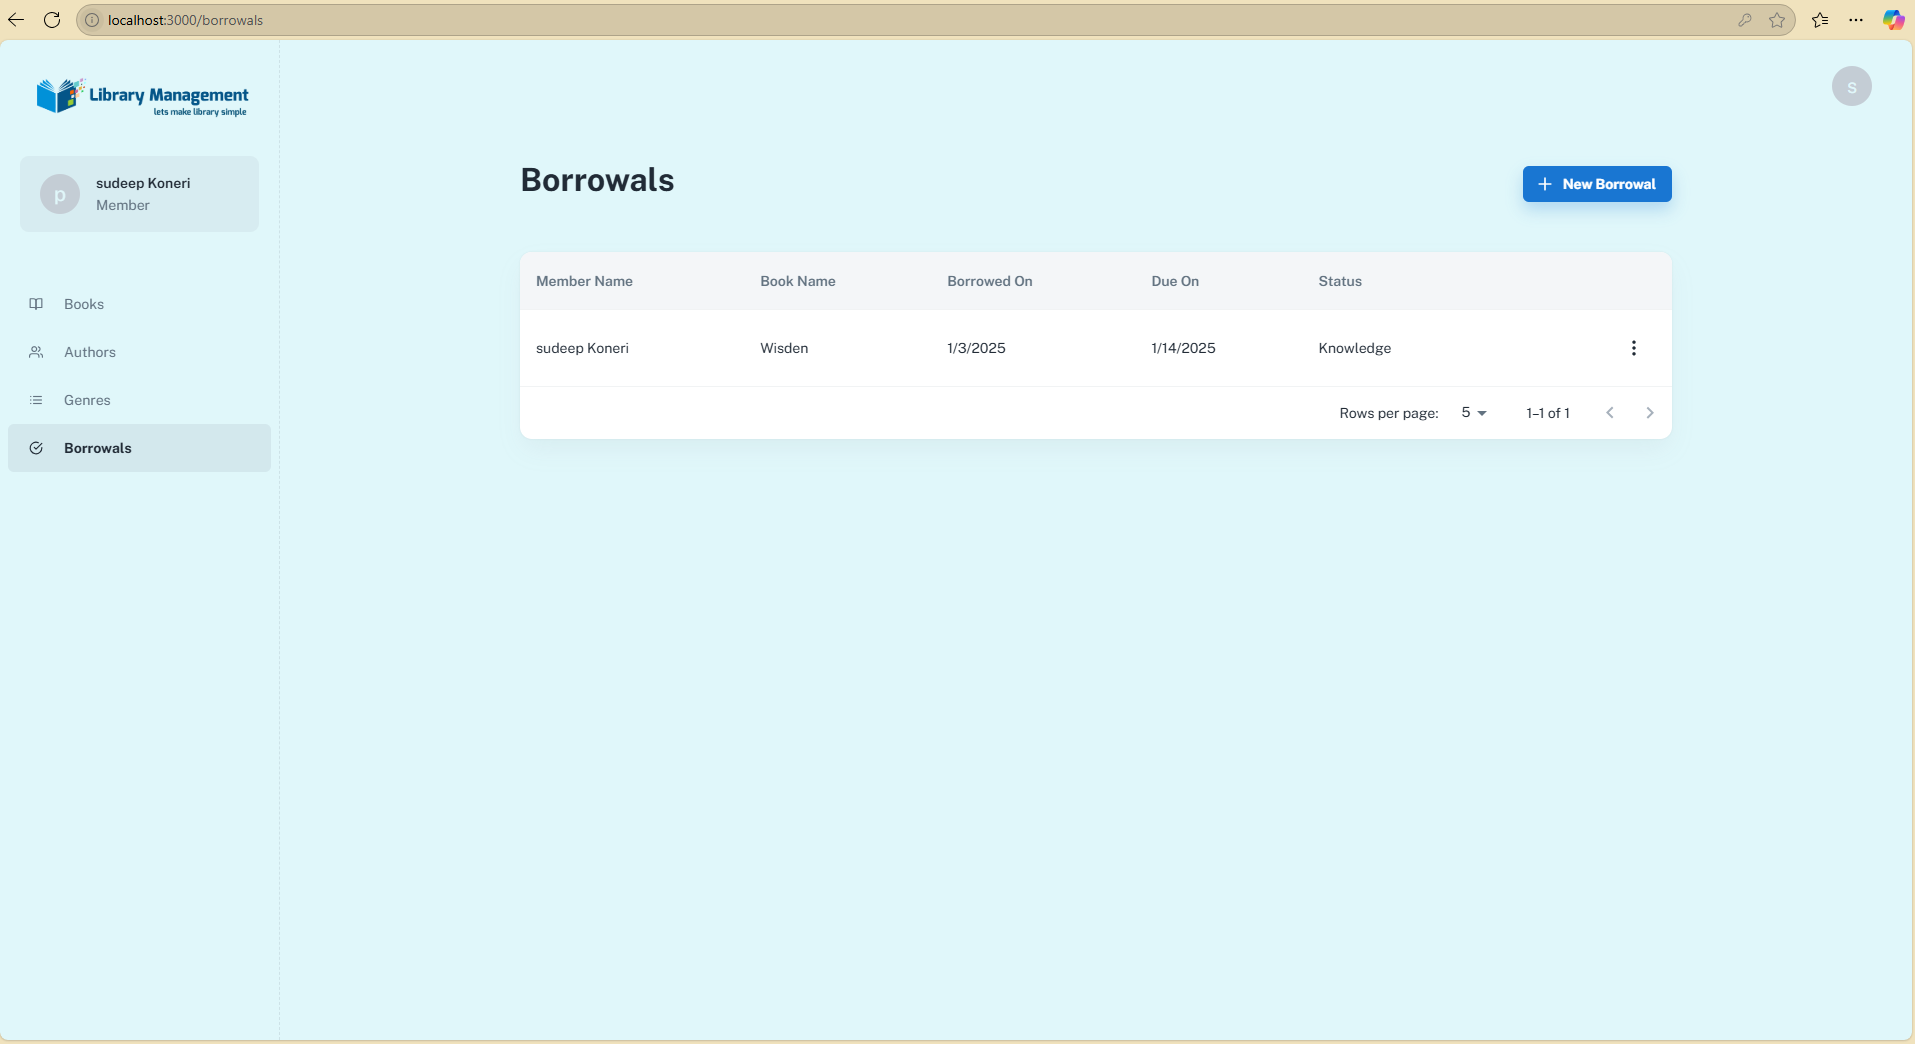 localhost:3000/borrowals
Library Management
lets make library simple
S
p
sudeep Koneri
Member
Books
Authors
Genres
Borrowals
Borrowals
New Borrowal
Member Name Book Name Borrowed On Due On Status
sudeep Koneri Wisden 1/3/2025 1/14/2025 Knowledge
Rows per page: 5 1–1 of 1